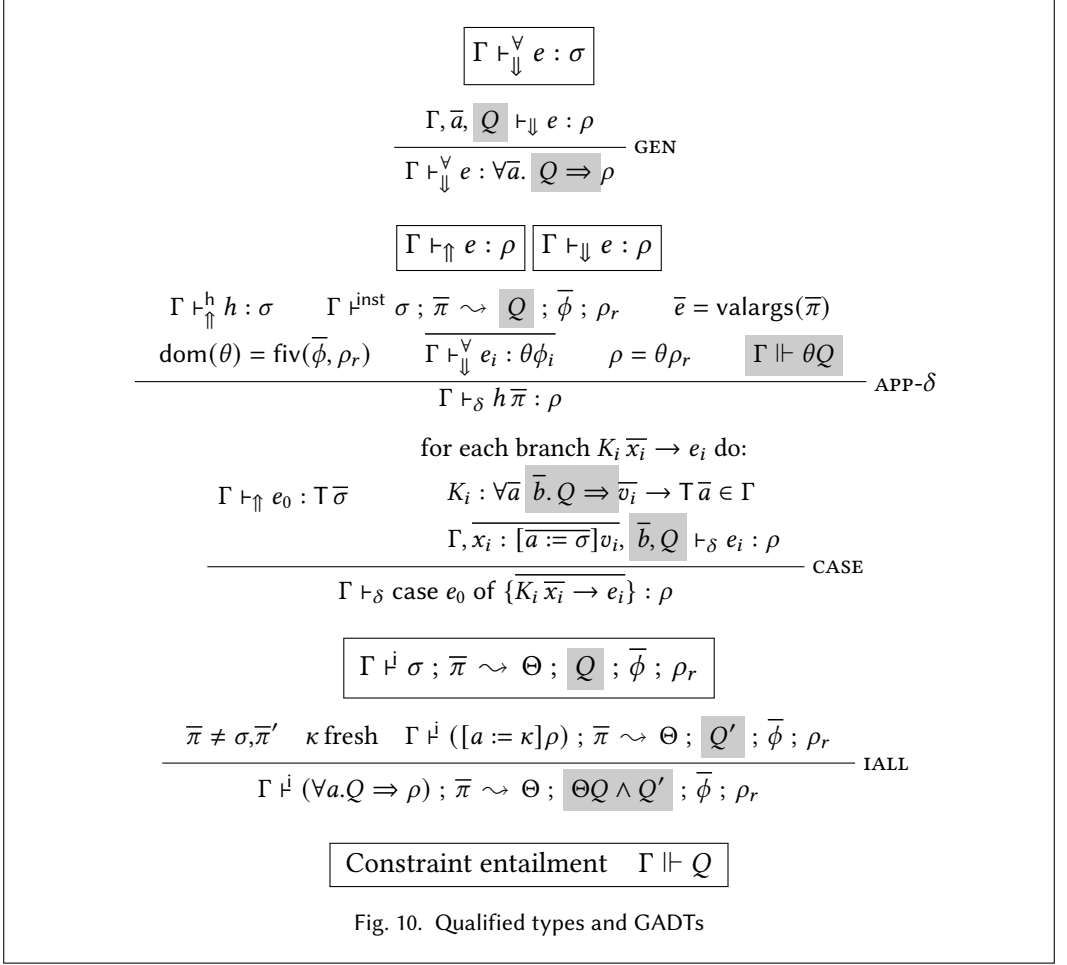 Γ ⊢⇓∀ e : σ
Γ, a̅, Q ⊢⇓ e : ρ
Γ ⊢⇓∀ e : ∀a̅. Q ⇒ ρ GEN
Γ ⊢⇑ e : ρ Γ ⊢⇓ e : ρ
Γ ⊢⇑h h : σ Γ ⊢inst σ ; π̅ ⇝ Q ; ϕ̅ ; ρr e̅ = valargs(π̅)
dom(θ) = fiv(ϕ̅, ρr) Γ ⊢⇓∀ ei : θϕi ρ = θρr Γ ⊩ θQ
Γ ⊢δ h π̅ : ρ APP-δ
for each branch Ki x̅i → ei do:
Γ ⊢⇑ e0 : T σ̅ Ki : ∀a̅ b̅. Q ⇒ v̅i → T a̅ ∈ Γ
Γ, xi : [a := σ]vi, b̅, Q ⊢δ ei : ρ
Γ ⊢δ case e0 of {Ki x̅i → ei} : ρ CASE
Γ ⊢i σ ; π̅ ⇝ Θ ; Q ; ϕ̅ ; ρr
π̅ ≠ σ,π̅′ κ fresh Γ ⊢i ([a := κ]ρ) ; π̅ ⇝ Θ ; Q′ ; ϕ̅ ; ρr
Γ ⊢i (∀a.Q ⇒ ρ) ; π̅ ⇝ Θ ; ΘQ ∧ Q′ ; ϕ̅ ; ρr IALL
Constraint entailment Γ ⊩ Q
Fig. 10. Qualified types and GADTs